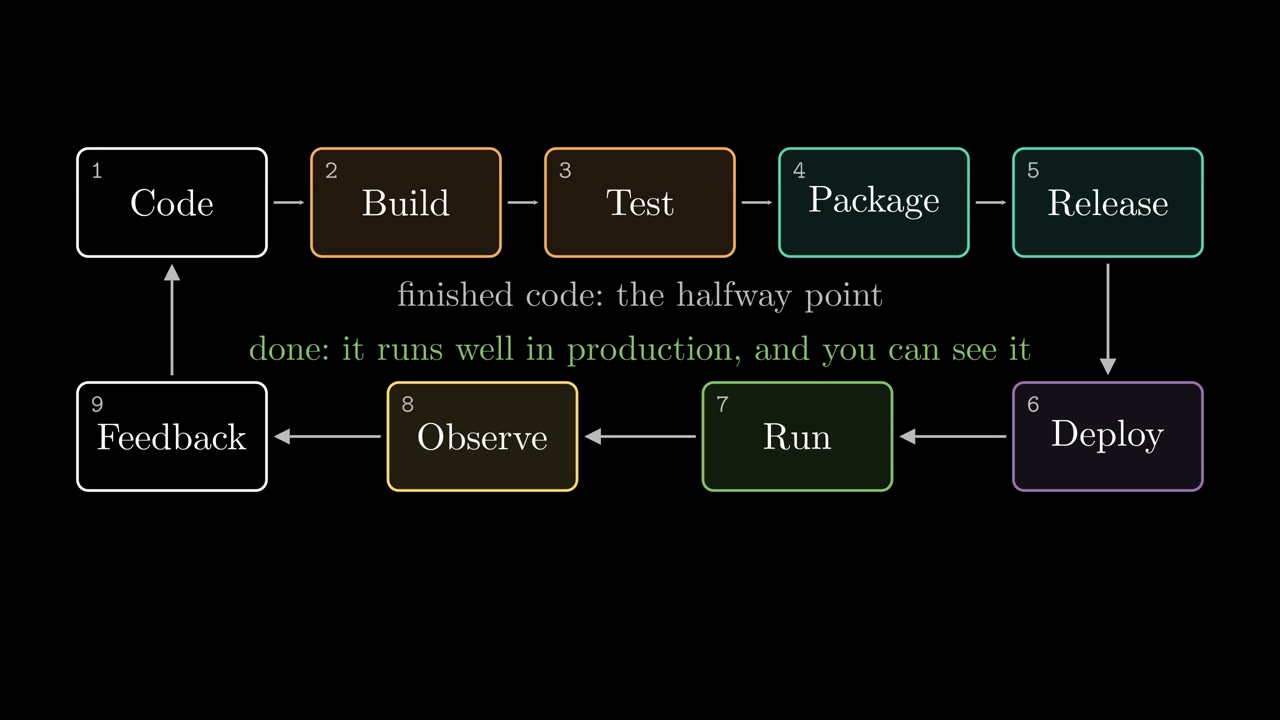 1
Code
2
Build
3
Test
4
Package
5
Release
finished code: the halfway point
done: it runs well in production, and you can see it
9
Feedback
8
Observe
7
Run
6
Deploy